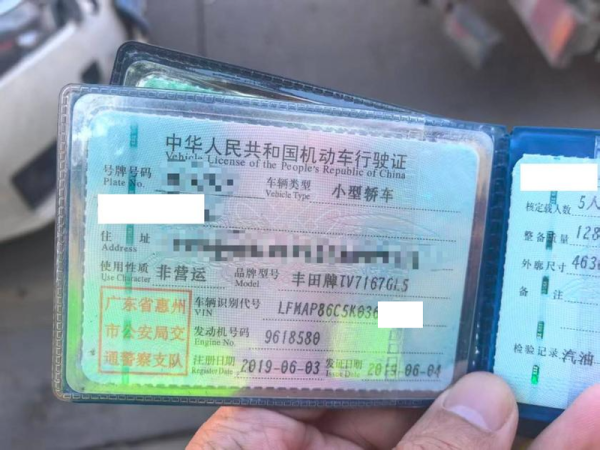 中华人民共和国机动车行驶证
Vehicle License of the People's Republic of China
号牌号码 车辆类型 小型轿车
Plate No. Vehicle Type
住 址
Address
使用性质 非营运 品牌型号 丰田牌TV7167GL5
Use Character Model
广东省惠州
市公安局交
通警察支队
车辆识别代号 LFMAP86C5K036
VIN
发动机号码 9618580
Engine No.
注册日期 2019-06-03 发证日期 2019-06-04
Register Date Issue Date
核定载人数 5人
整备质量 128
外廓尺寸 463
备 注
检验记录 汽油